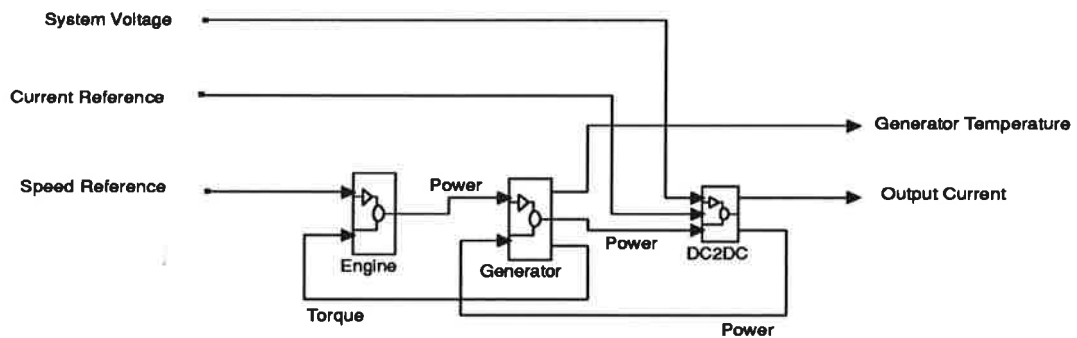 System Voltage
Current Reference
Generator Temperature
Speed Reference
Power
Output Current
Power
Engine
Generator
DC2DC
Torque
Power